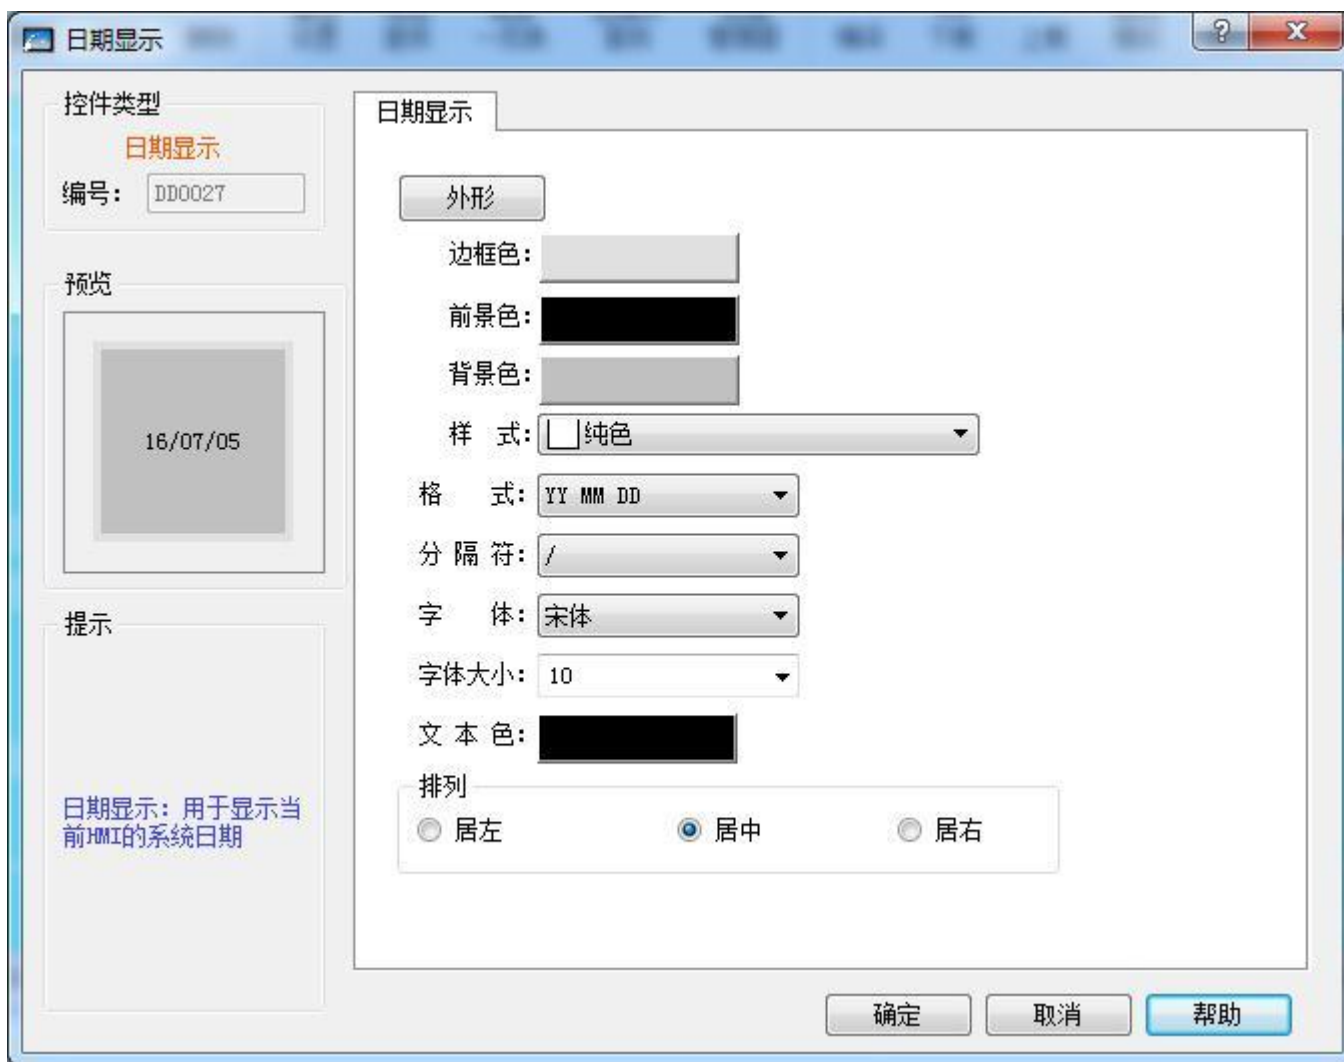 日期显示
?
X
控件类型
日期显示
编号: DD0027
预览
16/07/05
提示
日期显示: 用于显示当
前HMI的系统日期
日期显示
外形
边框色:
前景色:
背景色:
样 式: 纯色
格 式: YY MM DD
分 隔 符: /
字 体: 宋体
字体大小: 10
文 本 色:
排列
居左 居中 居右
确定 取消 帮助